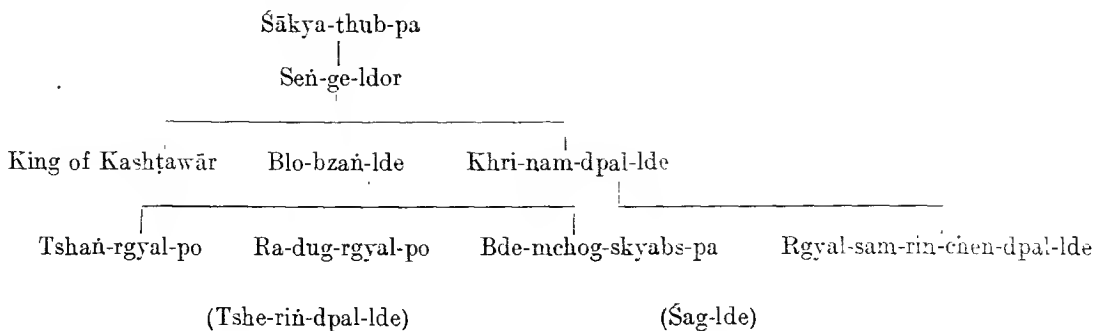 Śākya-thub-pa
Seṅ-ge-ldor
King of Kashṭawār Blo-bzaṅ-lde Khri-nam-dpal-lde
Tshaṅ-rgyal-po Ra-dug-rgyal-po Bde-mchog-skyabs-pa Rgyal-sam-rin-chen-dpal-lde
(Tshe-riṅ-dpal-lde) (Śag-lde)